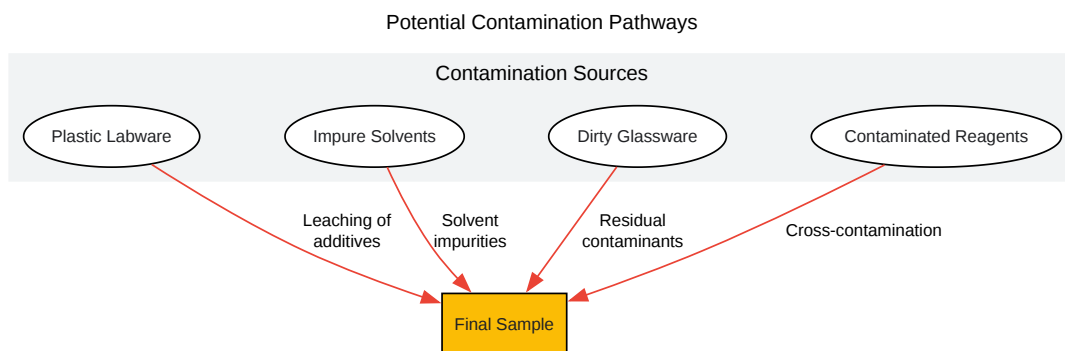 Potential Contamination Pathways
Contamination Sources
Plastic Labware
Impure Solvents
Dirty Glassware
Contaminated Reagents
Leaching of
additives
Solvent
impurities
Residual
contaminants
Cross-contamination
Final Sample